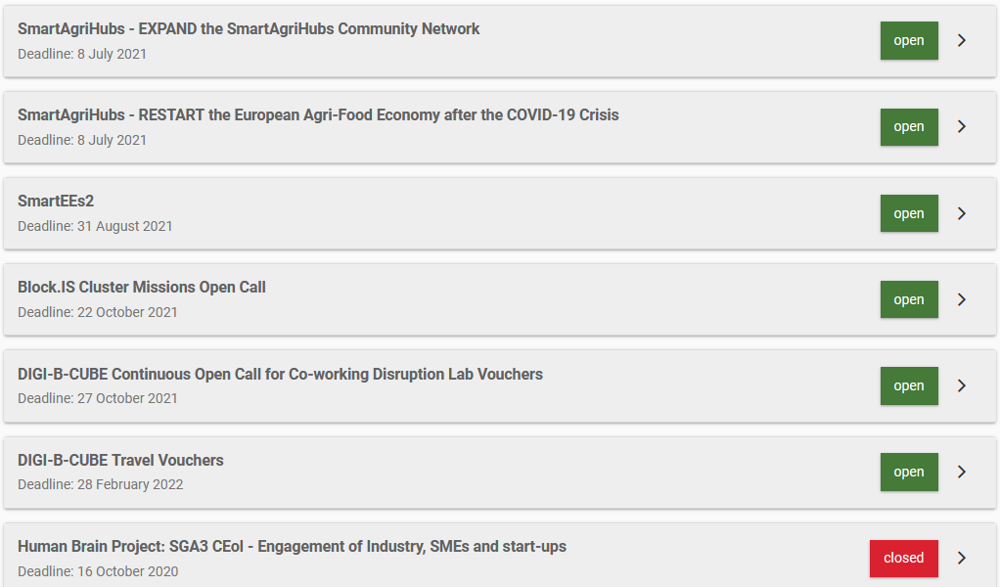 SmartAgriHubs - EXPAND the SmartAgriHubs Community Network
Deadline: 8 July 2021
open
SmartAgriHubs - RESTART the European Agri-Food Economy after the COVID-19 Crisis
Deadline: 8 July 2021
open
SmartEEs2
Deadline: 31 August 2021
open
Block.IS Cluster Missions Open Call
Deadline: 22 October 2021
open
DIGI-B-CUBE Continuous Open Call for Co-working Disruption Lab Vouchers
Deadline: 27 October 2021
open
DIGI-B-CUBE Travel Vouchers
Deadline: 28 February 2022
open
Human Brain Project: SGA3 CEoI - Engagement of Industry, SMEs and start-ups
Deadline: 16 October 2020
closed